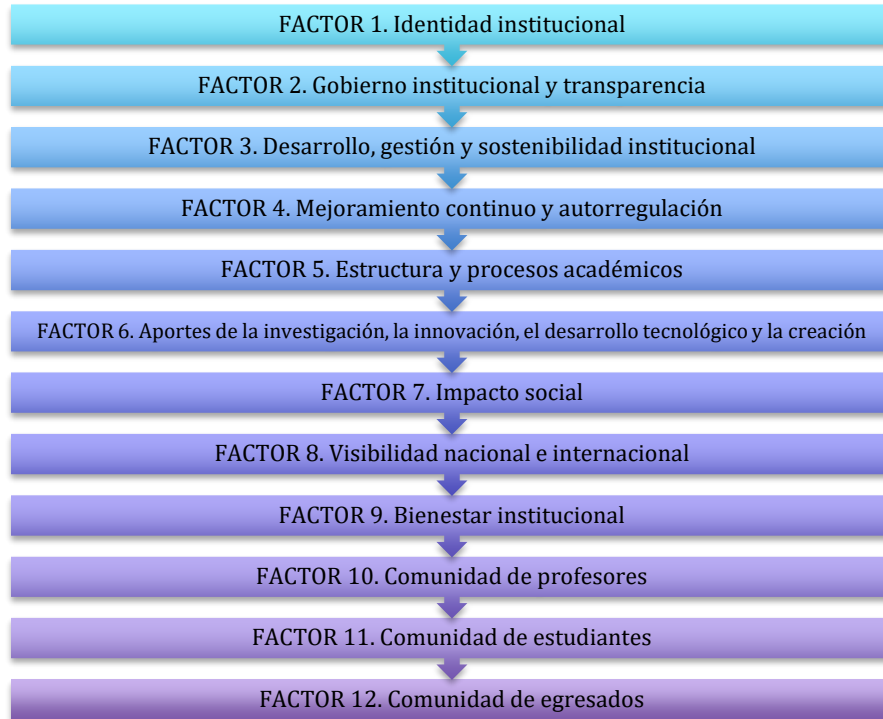 FACTOR 1. Identidad institucional
FACTOR 2. Gobierno institucional y transparencia
FACTOR 3. Desarrollo, gestión y sostenibilidad institucional
FACTOR 4. Mejoramiento continuo y autorregulación
FACTOR 5. Estructura y procesos académicos
FACTOR 6. Aportes de la investigación, la innovación, el desarrollo tecnológico y la creación
FACTOR 7. Impacto social
FACTOR 8. Visibilidad nacional e internacional
FACTOR 9. Bienestar institucional
FACTOR 10. Comunidad de profesores
FACTOR 11. Comunidad de estudiantes
FACTOR 12. Comunidad de egresados